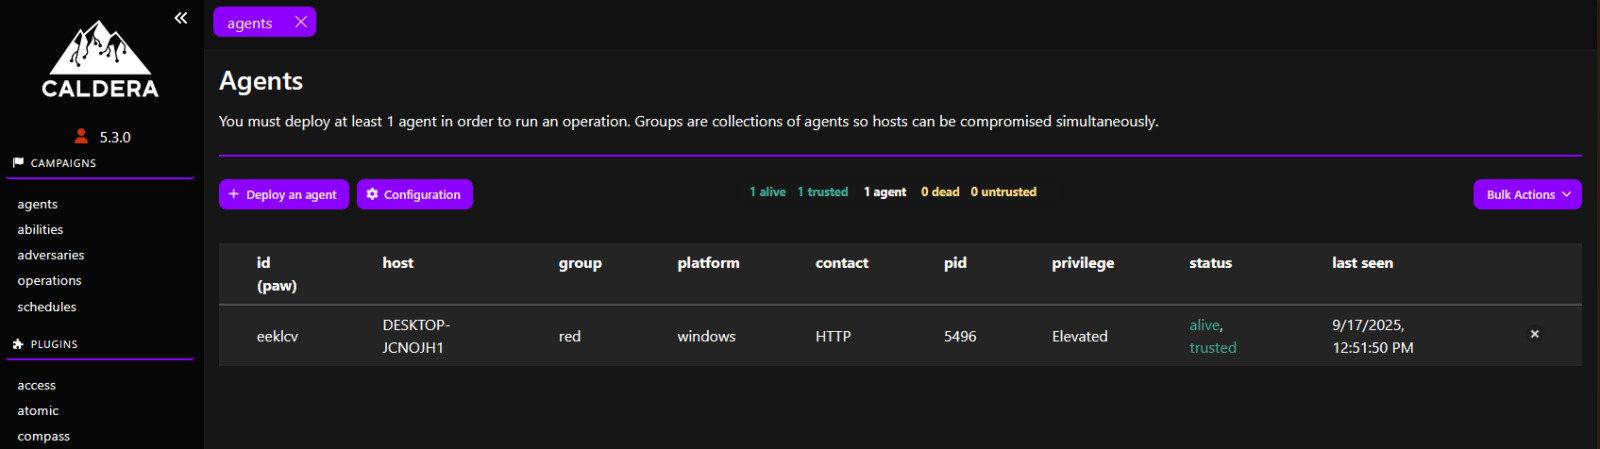 CALDERA
5.3.0
CAMPAIGNS
agents
abilities
adversaries
operations
schedules
PLUGINS
access
atomic
compass
agents
Agents
You must deploy at least 1 agent in order to run an operation. Groups are collections of agents so hosts can be compromised simultaneously.
+ Deploy an agent Configuration 1 alive 1 trusted 1 agent 0 dead 0 untrusted Bulk Actions
id (paw) host group platform contact pid privilege status last seen
eeklcv DESKTOP-JCNOJH1 red windows HTTP 5496 Elevated alive, trusted 9/17/2025, 12:51:50 PM